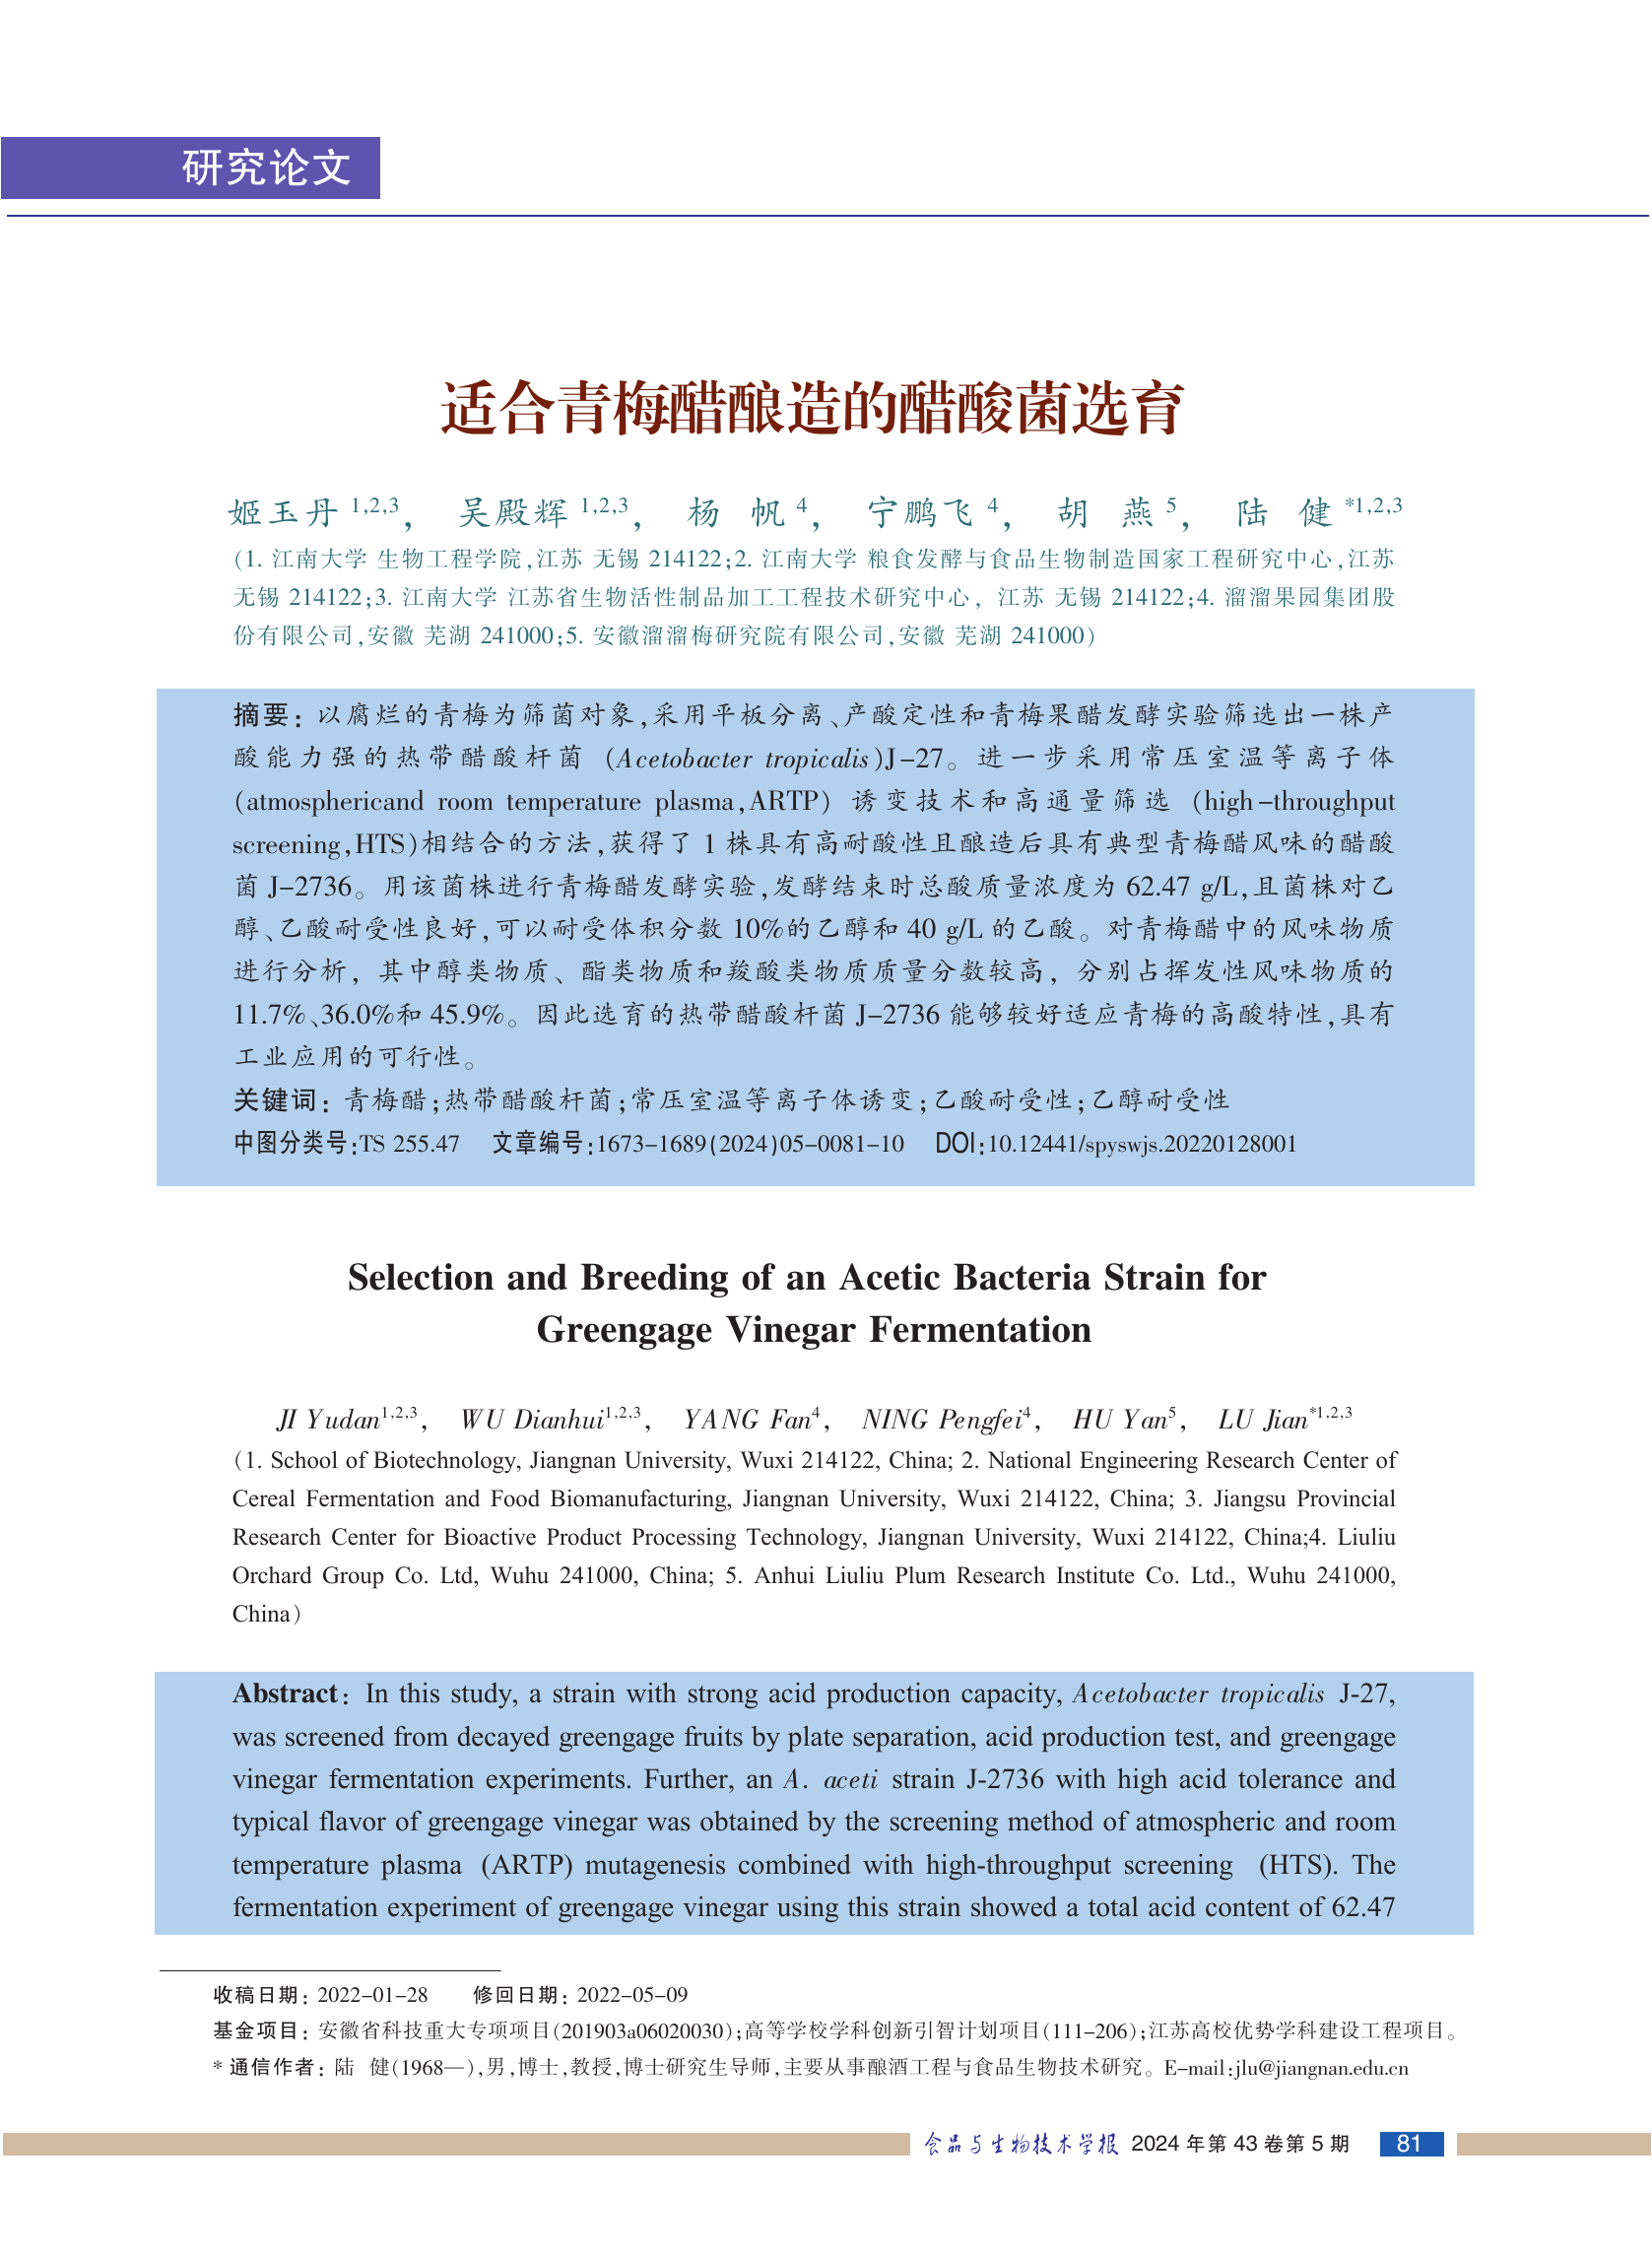 研究论文
适合青梅醋酿造的醋酸菌选育
姬玉丹 1,2,3， 吴殿辉 1,2,3， 杨 帆 4， 宁鹏飞 4， 胡 燕 5， 陆 健 *1,2,3
(1. 江南大学 生物工程学院,江苏 无锡 214122;2. 江南大学 粮食发酵与食品生物制造国家工程研究中心,江苏
无锡 214122;3. 江南大学 江苏省生物活性制品加工工程技术研究中心，江苏 无锡 214122;4. 溜溜果园集团股
份有限公司,安徽 芜湖 241000;5. 安徽溜溜梅研究院有限公司,安徽 芜湖 241000)
摘要：以腐烂的青梅为筛菌对象,采用平板分离、产酸定性和青梅果醋发酵实验筛选出一株产
酸能力强的热带醋酸杆菌 (Acetobacter tropicalis)J-27。进一步采用常压室温等离子体
(atmosphericand room temperature plasma,ARTP) 诱变技术和高通量筛选 (high-throughput
screening,HTS)相结合的方法,获得了 1 株具有高耐酸性且酿造后具有典型青梅醋风味的醋酸
菌 J-2736。用该菌株进行青梅醋发酵实验,发酵结束时总酸质量浓度为 62.47 g/L,且菌株对乙
醇、乙酸耐受性良好,可以耐受体积分数 10%的乙醇和 40 g/L 的乙酸。对青梅醋中的风味物质
进行分析，其中醇类物质、酯类物质和羧酸类物质质量分数较高，分别占挥发性风味物质的
11.7%、36.0%和 45.9%。因此选育的热带醋酸杆菌 J-2736 能够较好适应青梅的高酸特性,具有
工业应用的可行性。
关键词：青梅醋;热带醋酸杆菌;常压室温等离子体诱变;乙酸耐受性;乙醇耐受性
中图分类号:TS 255.47 文章编号:1673-1689(2024)05-0081-10 DOI:10.12441/spyswjs.20220128001
Selection and Breeding of an Acetic Bacteria Strain for
Greengage Vinegar Fermentation
JI Yudan1,2,3, WU Dianhui1,2,3, YANG Fan4, NING Pengfei4, HU Yan5, LU Jian*1,2,3
(1. School of Biotechnology, Jiangnan University, Wuxi 214122, China; 2. National Engineering Research Center of
Cereal Fermentation and Food Biomanufacturing, Jiangnan University, Wuxi 214122, China; 3. Jiangsu Provincial
Research Center for Bioactive Product Processing Technology, Jiangnan University, Wuxi 214122, China;4. Liuliu
Orchard Group Co. Ltd, Wuhu 241000, China; 5. Anhui Liuliu Plum Research Institute Co. Ltd., Wuhu 241000,
China)
Abstract: In this study, a strain with strong acid production capacity, Acetobacter tropicalis J-27,
was screened from decayed greengage fruits by plate separation, acid production test, and greengage
vinegar fermentation experiments. Further, an A. aceti strain J-2736 with high acid tolerance and
typical flavor of greengage vinegar was obtained by the screening method of atmospheric and room
temperature plasma (ARTP) mutagenesis combined with high-throughput screening (HTS). The
fermentation experiment of greengage vinegar using this strain showed a total acid content of 62.47
收稿日期：2022-01-28 修回日期：2022-05-09
基金项目：安徽省科技重大专项项目(201903a06020030);高等学校学科创新引智计划项目(111-206);江苏高校优势学科建设工程项目。
* 通信作者：陆 健(1968—),男,博士,教授,博士研究生导师,主要从事酿酒工程与食品生物技术研究。E-mail:jlu@jiangnan.edu.cn
食品与生物技术学报 2024 年第 43 卷第 5 期 81